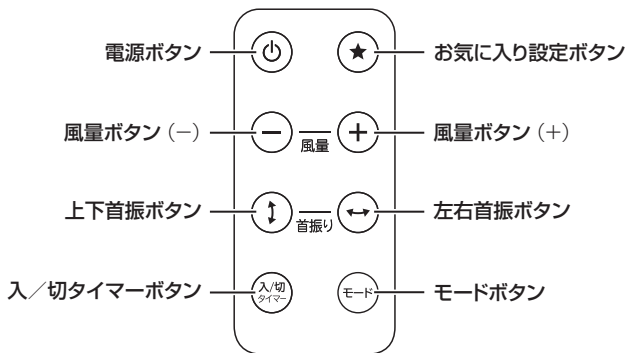 電源ボタン
お気に入り設定ボタン
風量ボタン（－）
風量
風量ボタン（＋）
上下首振ボタン
首振り
左右首振ボタン
入／切タイマーボタン
入/切
タイマー
モード
モードボタン